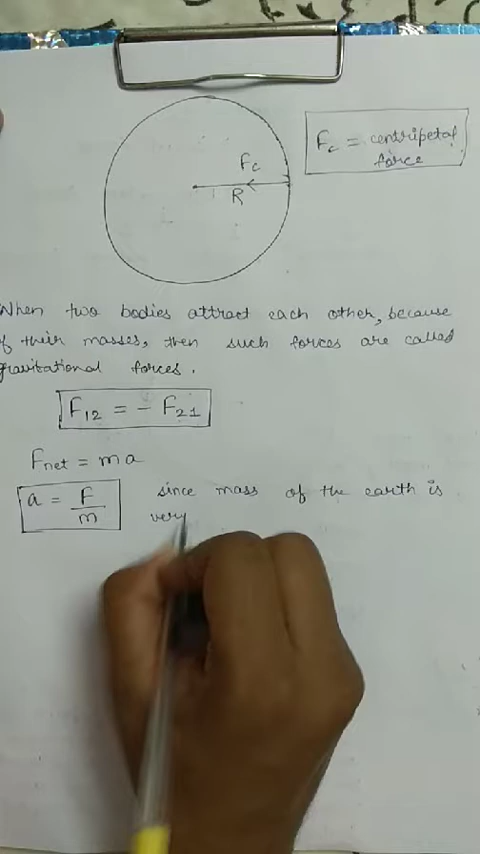 Fc
R
Fc = centripetal
force
When two bodies attract each other, because
of their masses, then such forces are called
gravitational forces.
F12 = - F21
Fnet = ma
a = F/m since mass of the earth is
very